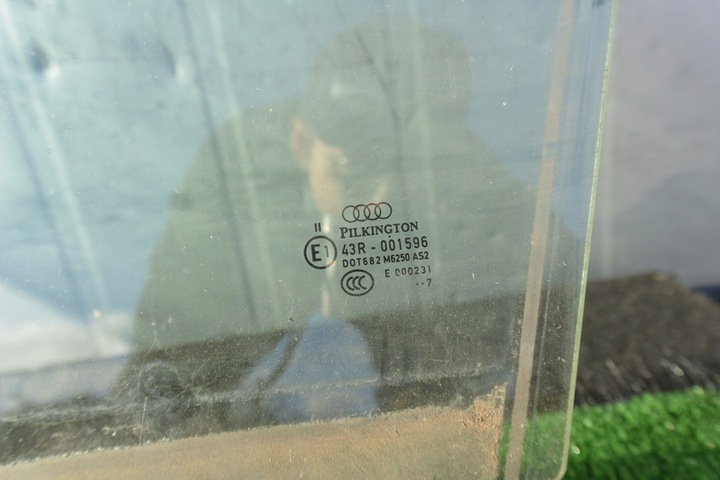 PILKINGTON
II
E1 43R - 001596
DOT682 M6250 AS2
CCC E 000231
··7